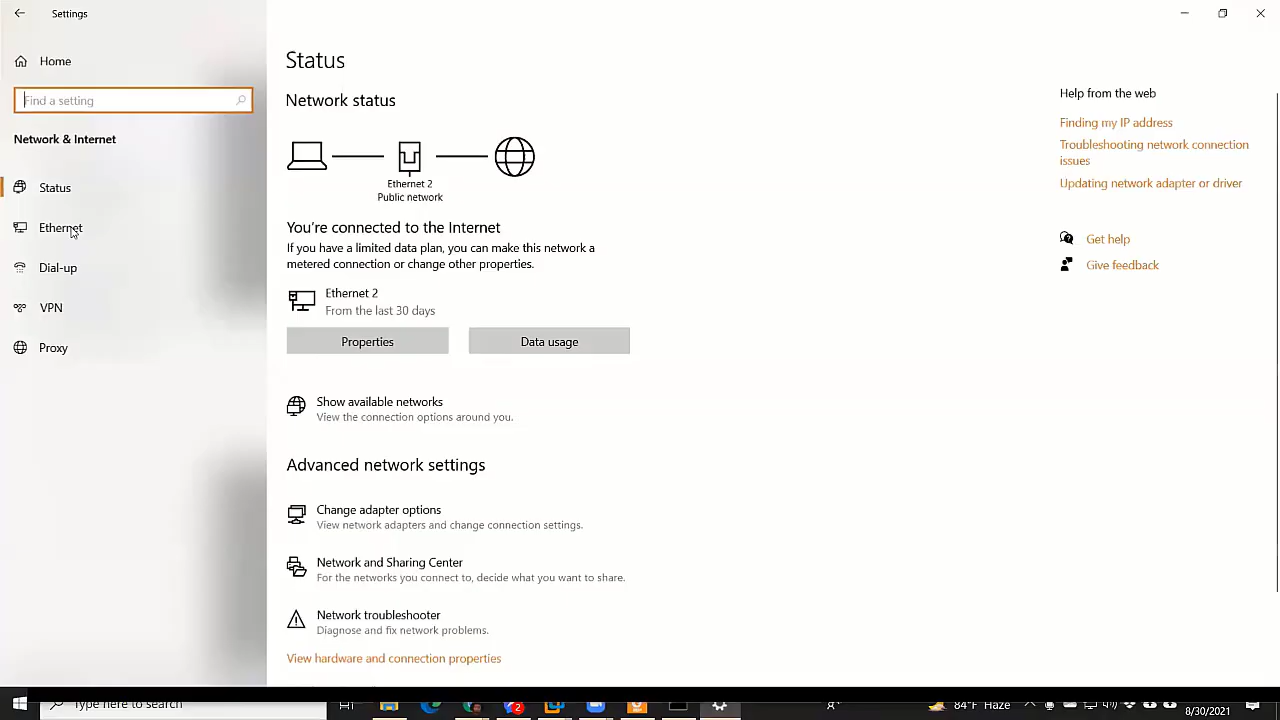 Settings
Home
Find a setting
Network & Internet
Status
Ethernet
Dial-up
VPN
Proxy
Status
Network status
Ethernet 2
Public network
You're connected to the Internet
If you have a limited data plan, you can make this network a
metered connection or change other properties.
Ethernet 2
From the last 30 days
Properties
Data usage
Show available networks
View the connection options around you.
Advanced network settings
Change adapter options
View network adapters and change connection settings.
Network and Sharing Center
For the networks you connect to, decide what you want to share.
Network troubleshooter
Diagnose and fix network problems.
View hardware and connection properties
Help from the web
Finding my IP address
Troubleshooting network connection
issues
Updating network adapter or driver
Get help
Give feedback
Type here to search
2
84°F Haze
8/30/2021